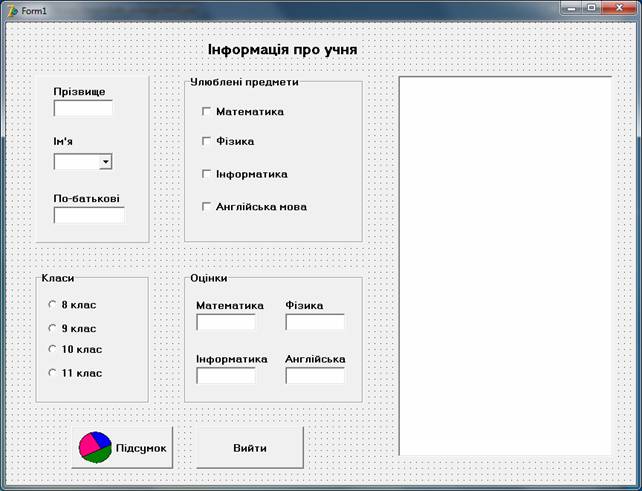 Form1
Інформація про учня
Прізвище
Ім'я
По-батькові
Улюблені предмети
Математика
Фізика
Інформатика
Англійська мова
Класи
8 клас
9 клас
10 клас
11 клас
Оцінки
Математика Фізика
Інформатика Англійська
Підсумок Вийти